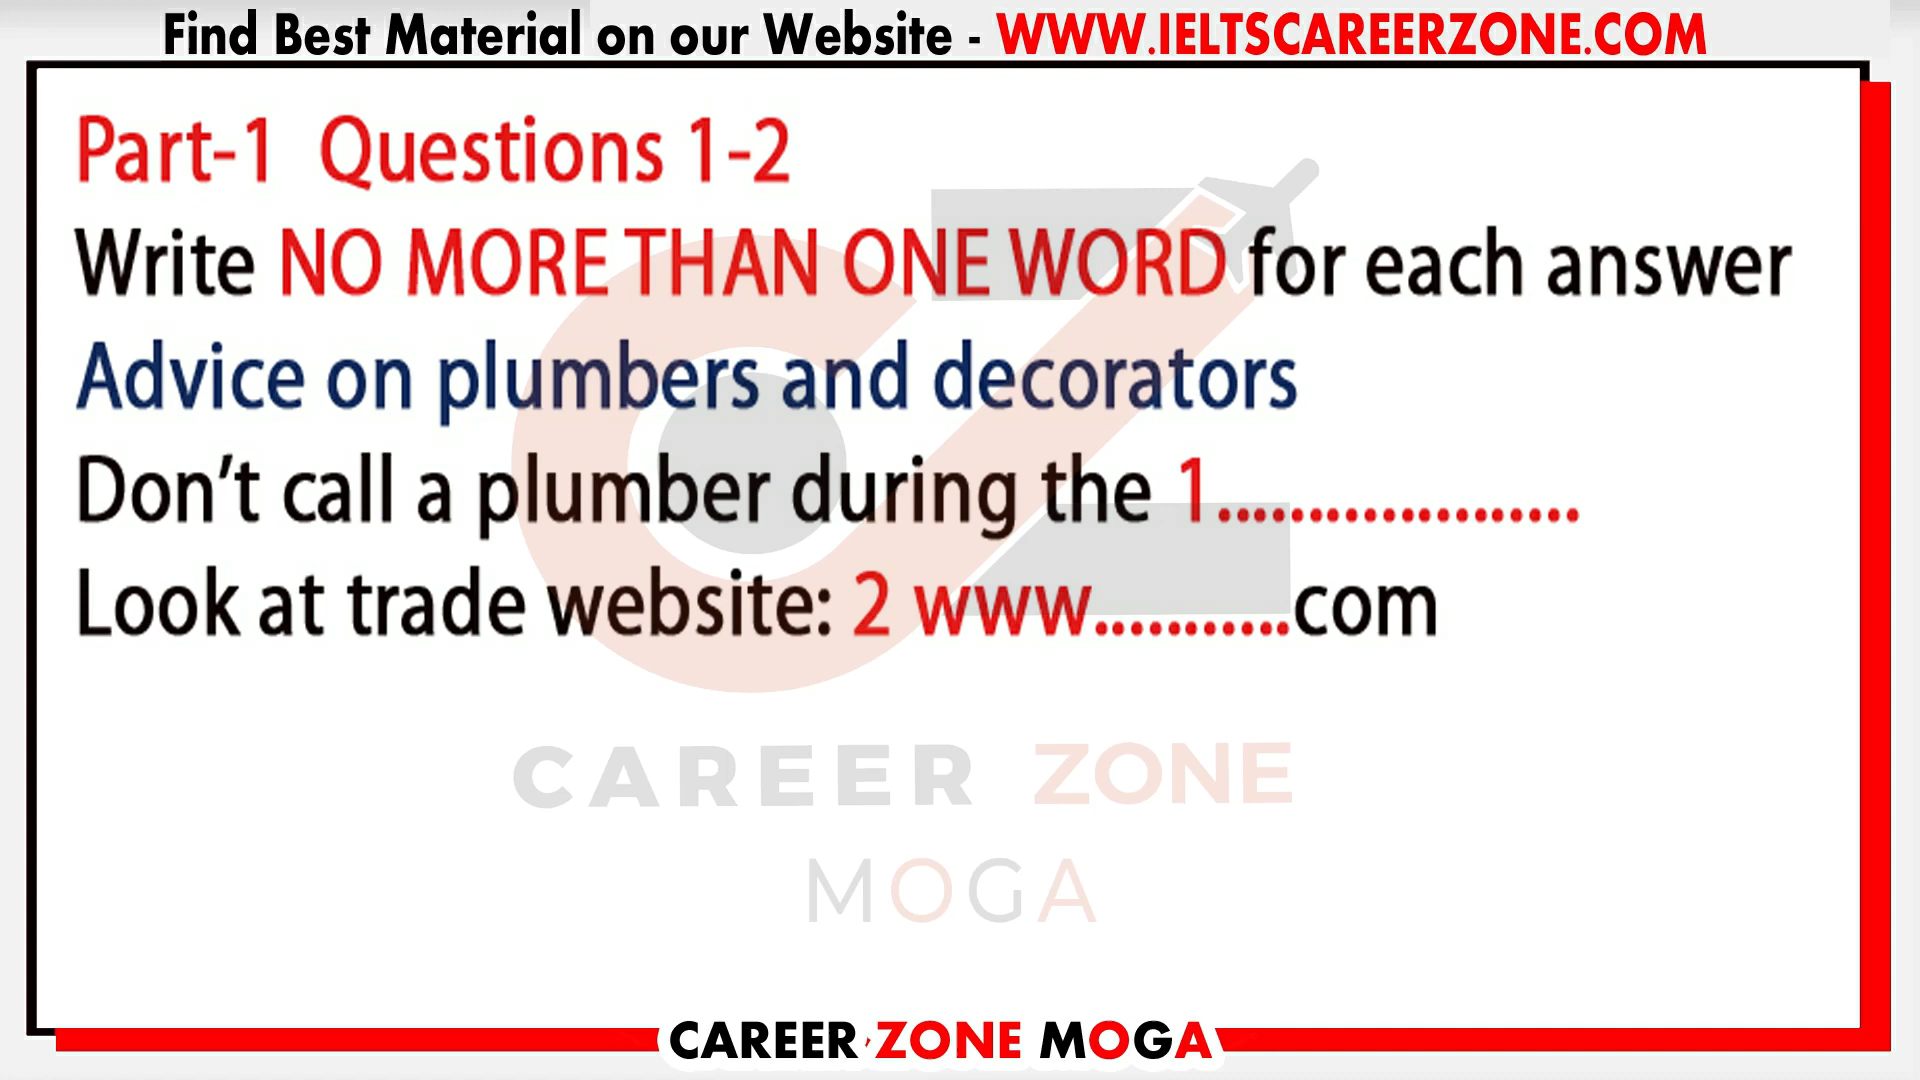 Find Best Material on our Website - WWW.IELTSCAREERZONE.COM
Part-1 Questions 1-2
Write NO MORE THAN ONE WORD for each answer
Advice on plumbers and decorators
Don’t call a plumber during the 1....................
Look at trade website: 2 www...........com
CAREER ZONE
MOGA
CAREER ZONE MOGA